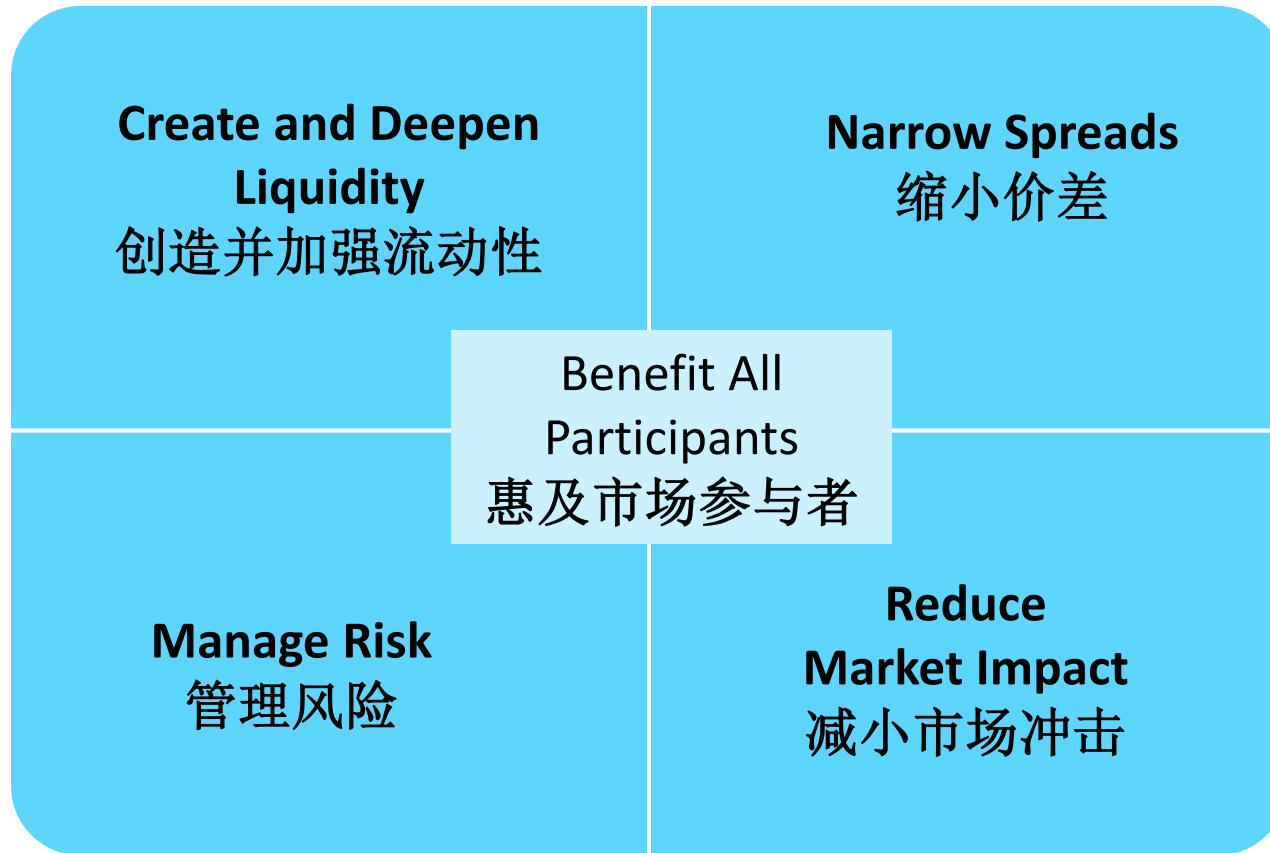 Create and Deepen
Liquidity
创造并加强流动性
Narrow Spreads
缩小价差
Benefit All
Participants
惠及市场参与者
Manage Risk
管理风险
Reduce
Market Impact
减小市场冲击